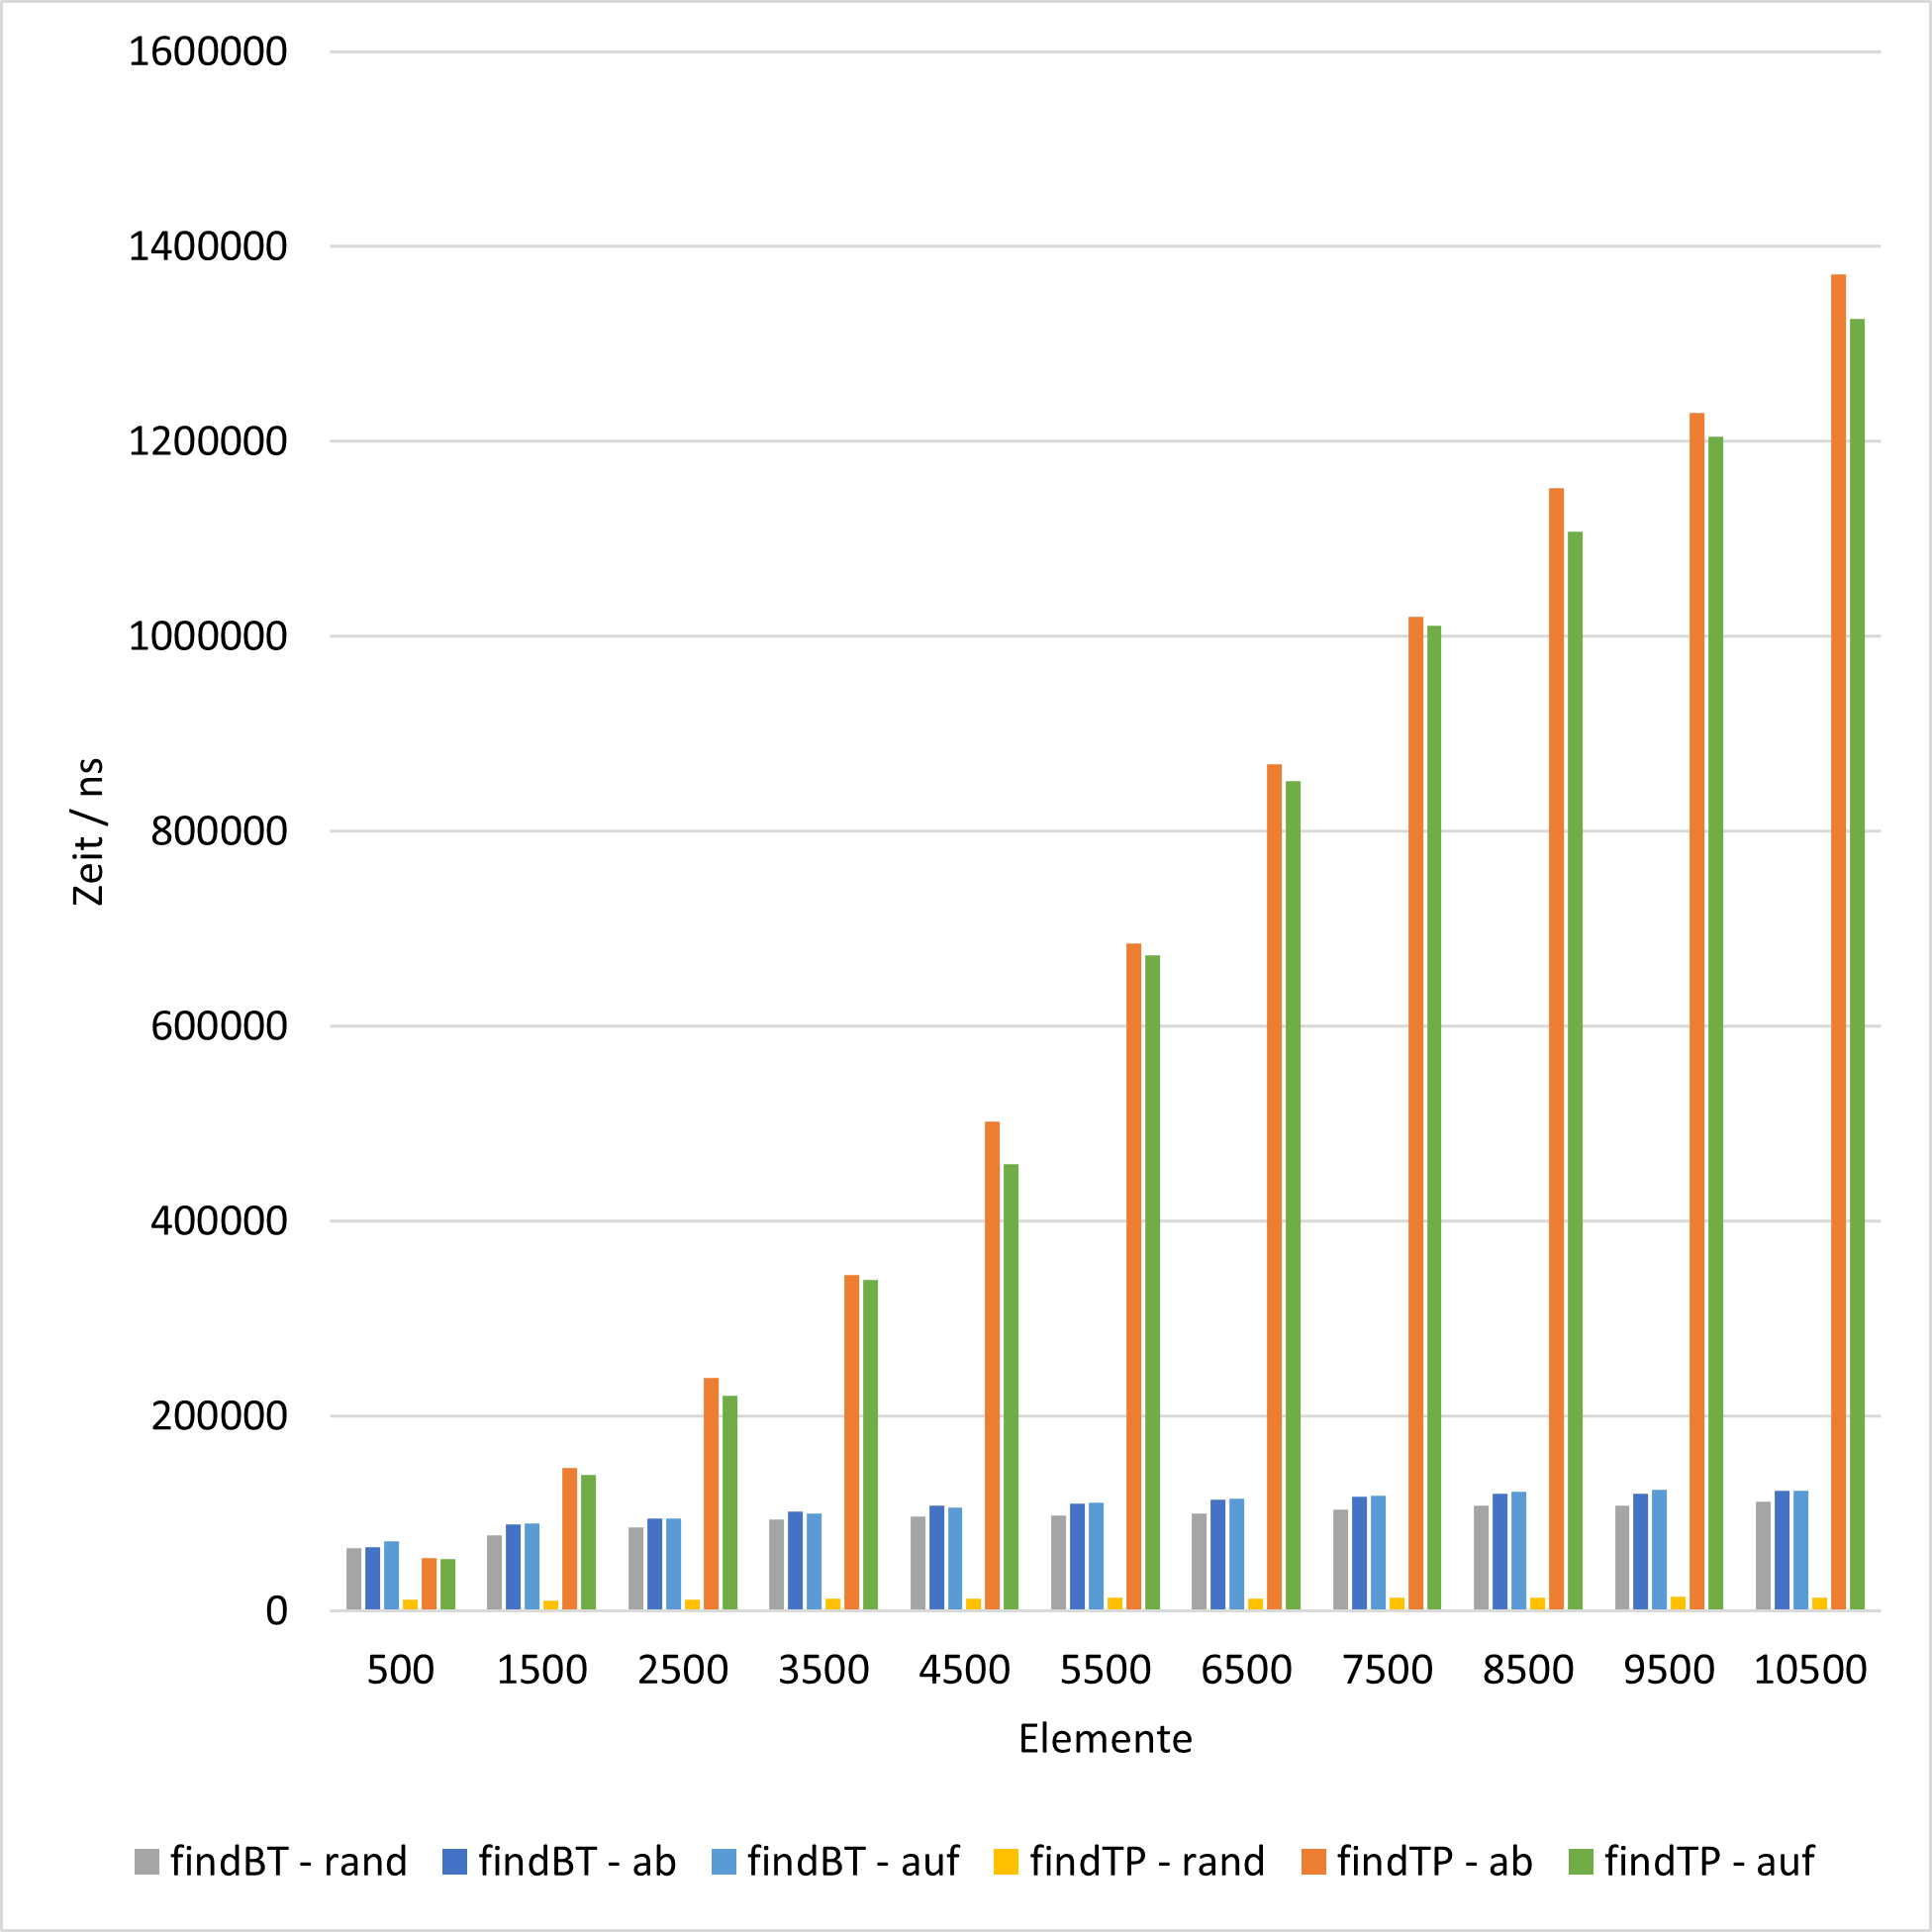 1600000
1400000
1200000
1000000
800000
600000
400000
200000
0
Zeit / ns
500 1500 2500 3500 4500 5500 6500 7500 8500 9500 10500
Elemente
findBT - rand findBT - ab findBT - auf findTP - rand findTP - ab findTP - auf